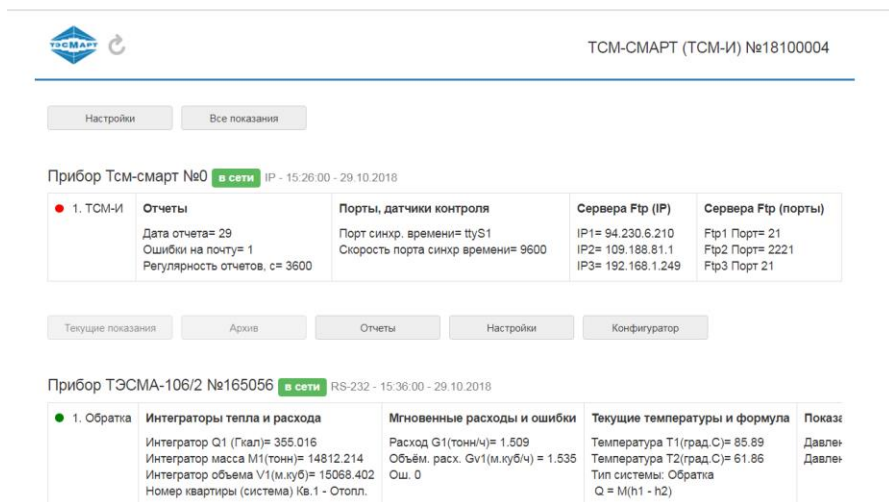 ТЭСМАРТ
ТСМ-СМАРТ (ТСМ-И) №18100004
Настройки
Все показания
Прибор Тсм-смарт №0 в сети IP - 15:26:00 - 29.10.2018
1. ТСМ-И
Отчеты
Дата отчета= 29
Ошибки на почту= 1
Регулярность отчетов, с= 3600
Порты, датчики контроля
Порт синхр. времени= ttyS1
Скорость порта синхр времени= 9600
Сервера Ftp (IP)
IP1= 94.230.6.210
IP2= 109.188.81.1
IP3= 192.168.1.249
Сервера Ftp (порты)
Ftp1 Порт= 21
Ftp2 Порт= 2221
Ftp3 Порт 21
Текущие показания
Архив
Отчеты
Настройки
Конфигуратор
Прибор ТЭСМА-106/2 №165056 в сети RS-232 - 15:36:00 - 29.10.2018
1. Обратка
Интеграторы тепла и расхода
Интегратор Q1 (Гкал)= 355.016
Интегратор масса M1(тонн)= 14812.214
Интегратор объема V1(м.куб)= 15068.402
Номер квартиры (система) Кв.1 - Отопл.
Мгновенные расходы и ошибки
Расход G1(тонн/ч)= 1.509
Объём. расх. Gv1(м.куб/ч) = 1.535
Ош. 0
Текущие температуры и формула
Температура T1(град.С)= 85.89
Температура T2(град.С)= 61.86
Тип системы: Обратка
Q = M(h1 - h2)
Показа
Давлен
Давлен